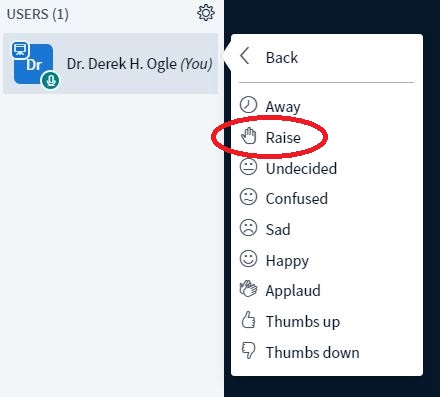 USERS (1)
Dr
Dr. Derek H. Ogle (You)
Back
Away
Raise
Undecided
Confused
Sad
Happy
Applaud
Thumbs up
Thumbs down